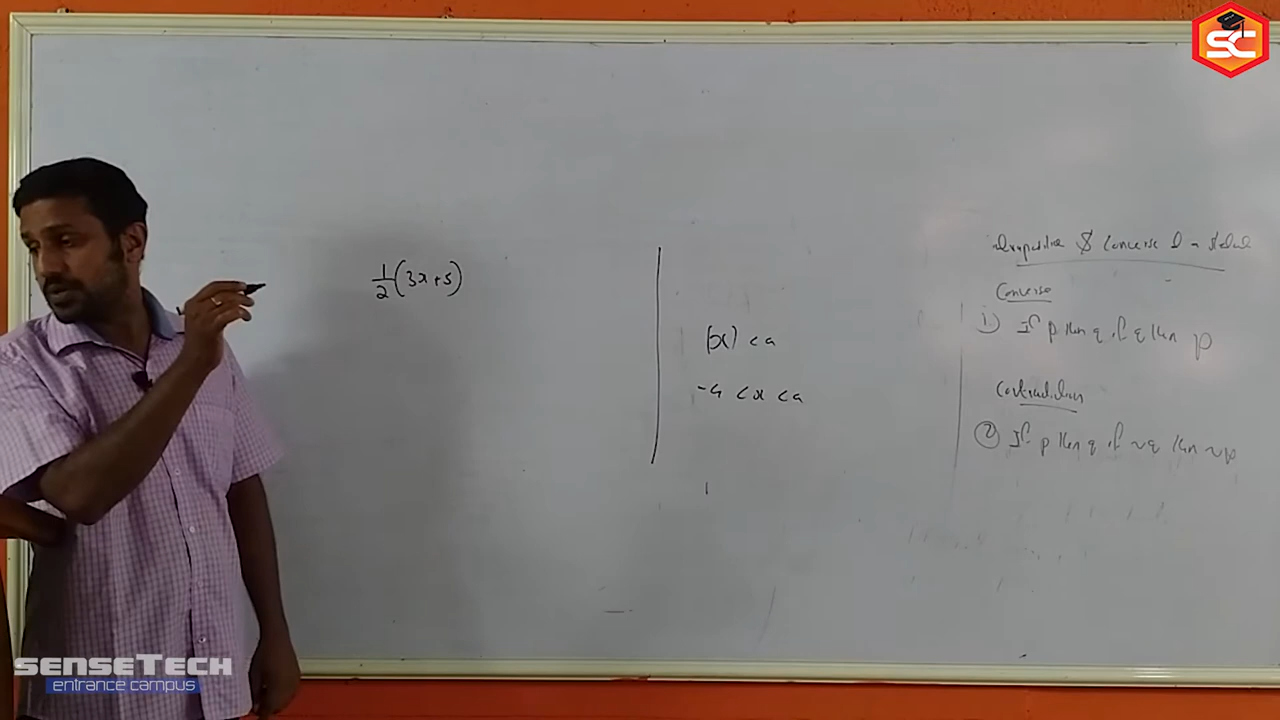 SC
1/2 (3x+5)
|x| < a
-a < x < a
Converse
1) If p then q if q then p
2) If p then q if ~q then ~p
SENSETECH
entrance campus